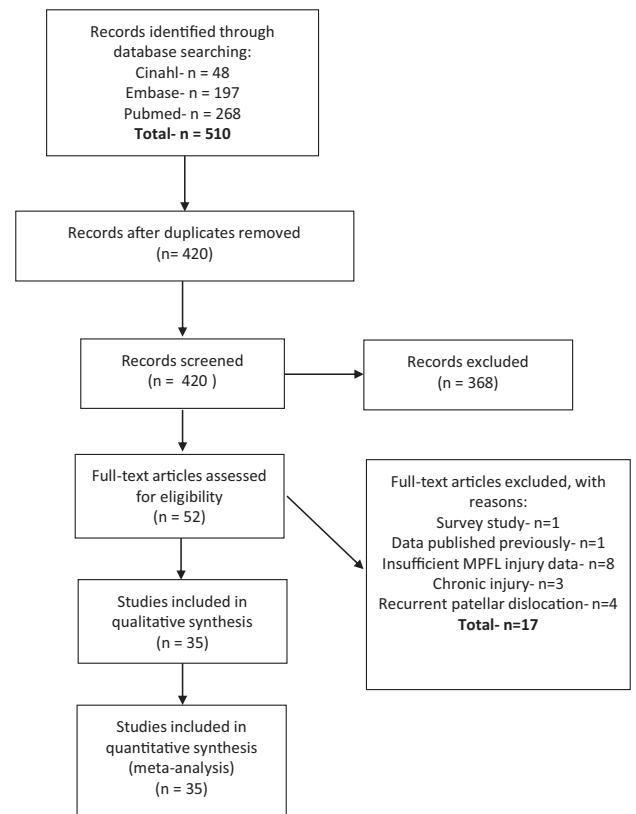 Records identified through
database searching:
Cinahl- n = 48
Embase- n = 197
Pubmed- n = 268
Total- n = 510
Records after duplicates removed
(n= 420)
Records screened
(n = 420 )
Records excluded
(n = 368)
Full-text articles assessed
for eligibility
(n = 52)
Full-text articles excluded, with
reasons:
Survey study- n=1
Data published previously- n=1
Insufficient MPFL injury data- n=8
Chronic injury- n=3
Recurrent patellar dislocation- n=4
Total- n=17
Studies included in
qualitative synthesis
(n = 35)
Studies included in
quantitative synthesis
(meta-analysis)
(n = 35)